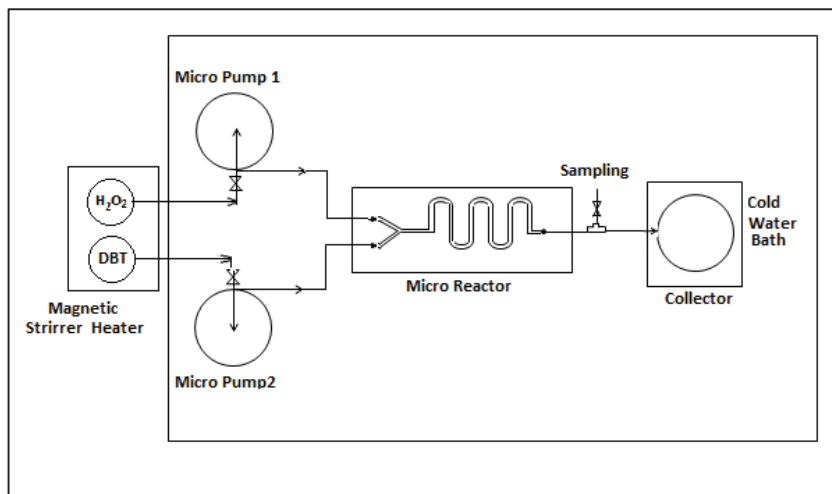 Micro Pump 1
H₂O₂
DBT
Magnetic
Strirrer Heater
Micro Pump2
Micro Reactor
Sampling
Cold
Water
Bath
Collector